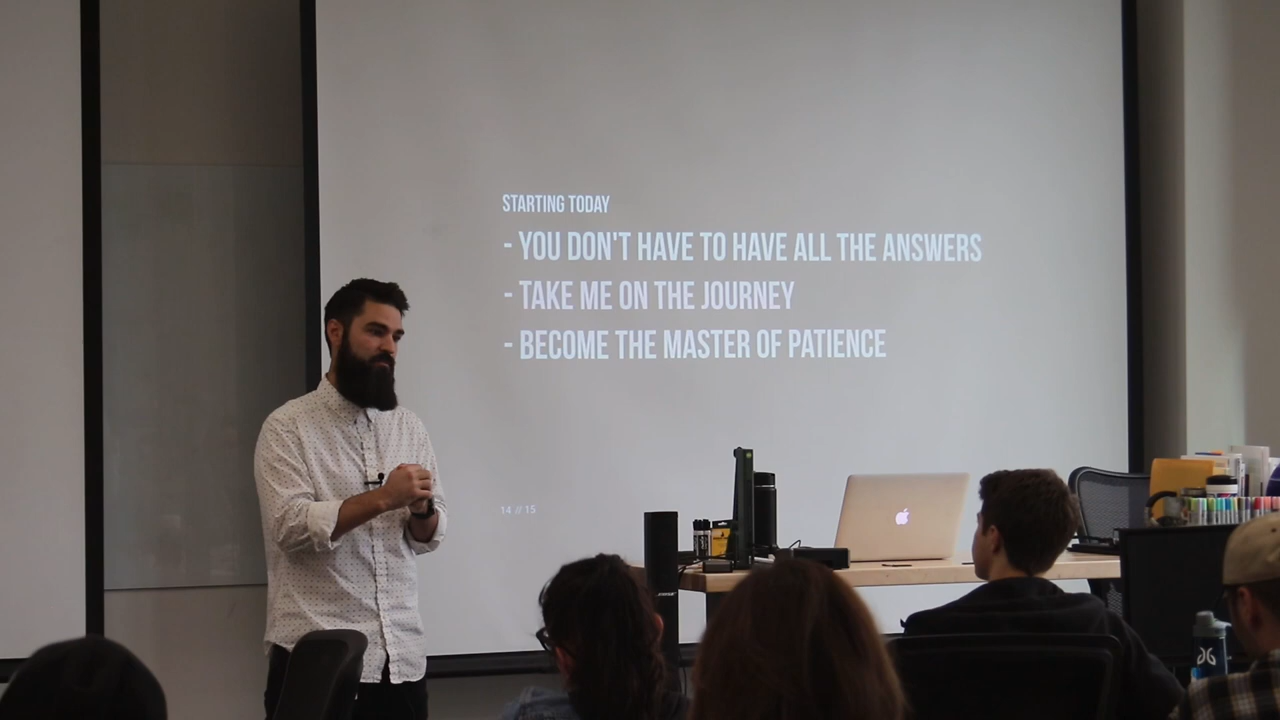 STARTING TODAY
- YOU DON'T HAVE TO HAVE ALL THE ANSWERS
- TAKE ME ON THE JOURNEY
- BECOME THE MASTER OF PATIENCE
14 // 15
BOSE